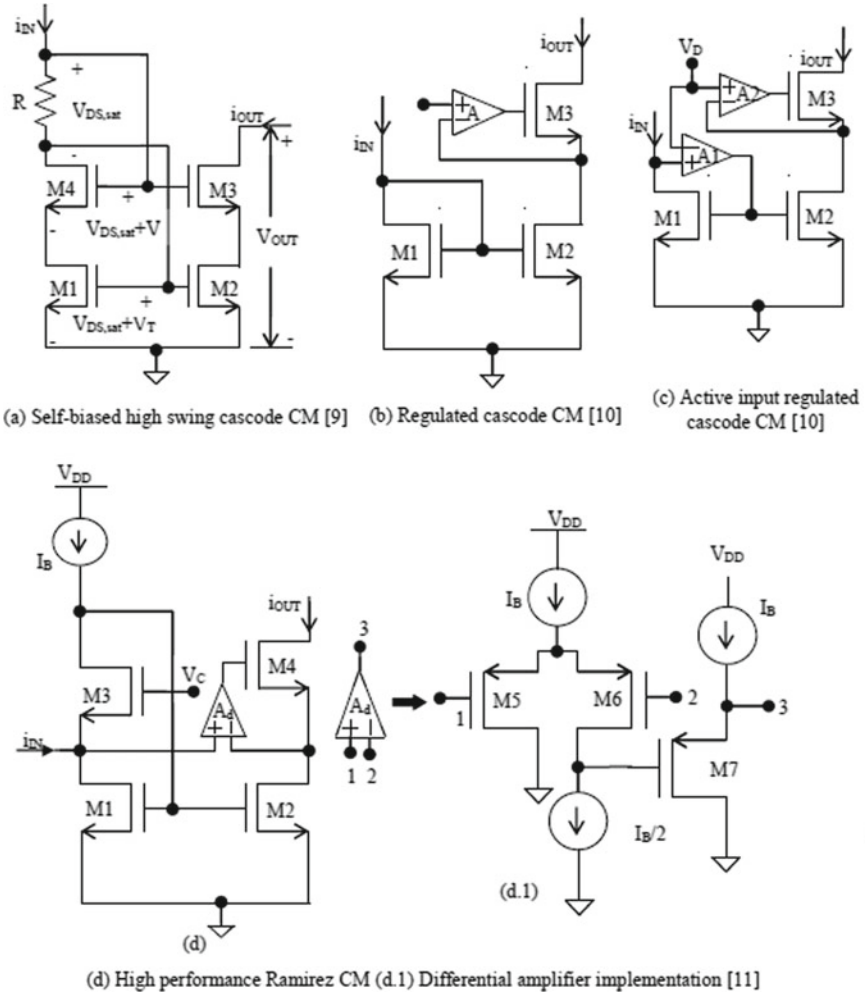 iIN
+
R
VDS,sat
-
iOUT
+
M4
M3
+
VDS,sat+V
-
VOUT
M1
M2
+
VDS,sat+VT
-
-
(a) Self-biased high swing cascode CM [9]
iOUT
+
-
A
M3
iIN
M1
M2
(b) Regulated cascode CM [10]
VD
iOUT
+
-
A2
M3
iIN
-
+
A1
M1
M2
(c) Active input regulated
cascode CM [10]
VDD
IB
iOUT
M4
M3
VC
Ad
+ -
iIN
M1
M2
(d)
3
Ad
+ -
1 2
VDD
IB
VDD
IB
M5
M6
1
2
3
M7
IB/2
(d.1)
(d) High performance Ramirez CM (d.1) Differential amplifier implementation [11]